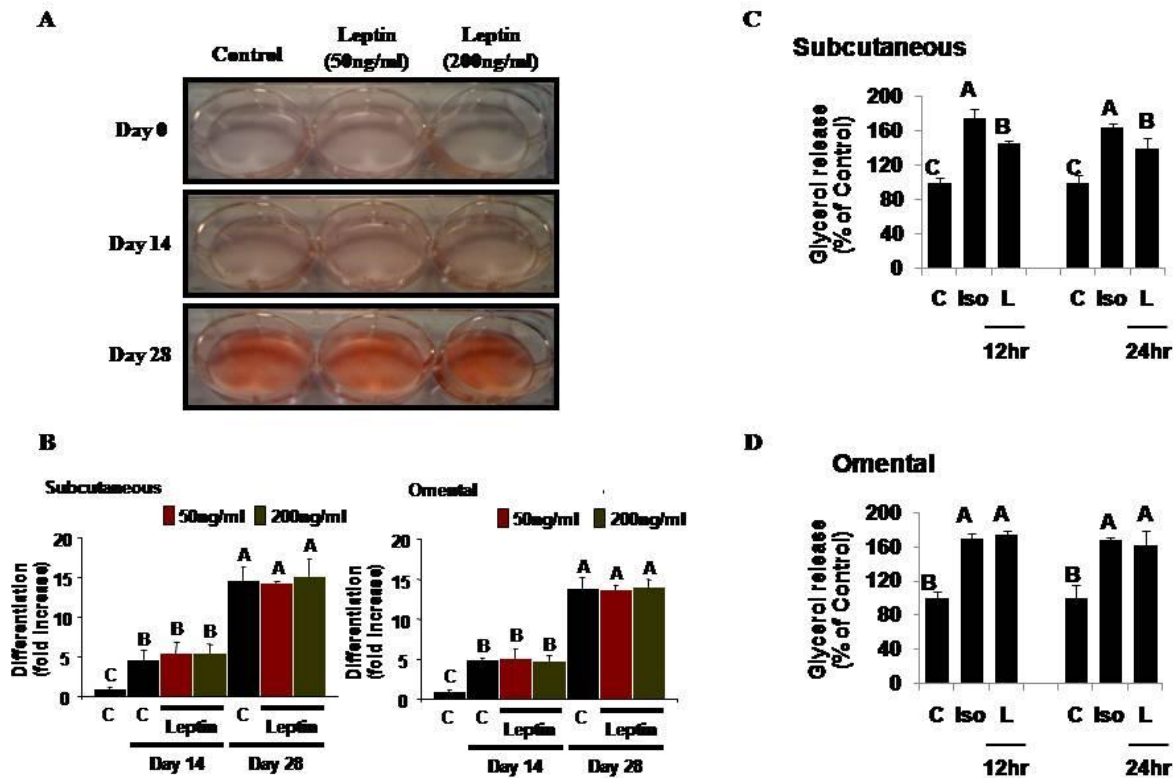 A
Control
Leptin
(50ng/ml)
Leptin
(200ng/ml)
Day 0
Day 14
Day 28
B
Subcutaneous
50ng/ml 200ng/ml
Differentiation
(fold increase)
20
15
10
5
0
C
B
B
B
A
A
A
C C C
Leptin Leptin
Day 14 Day 28
Omental
50ng/ml 200ng/ml
Differentiation
(fold increase)
20
15
10
5
0
C
B
B
B
A
A
A
C C C
Leptin Leptin
Day 14 Day 28
C
Subcutaneous
Glycerol release
(% of Control)
200
160
120
80
40
0
C
A
B
C
A
B
C Iso L C Iso L
12hr 24hr
D
Omental
Glycerol release
(% of Control)
200
160
120
80
40
0
B
A
A
B
A
A
C Iso L C Iso L
12hr 24hr